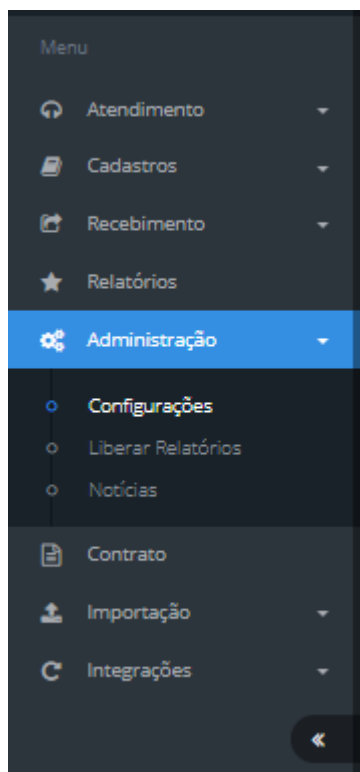 Menu
Atendimento
Cadastros
Recebimento
Relatórios
Administração
Configurações
Liberar Relatórios
Notícias
Contrato
Importação
Integrações